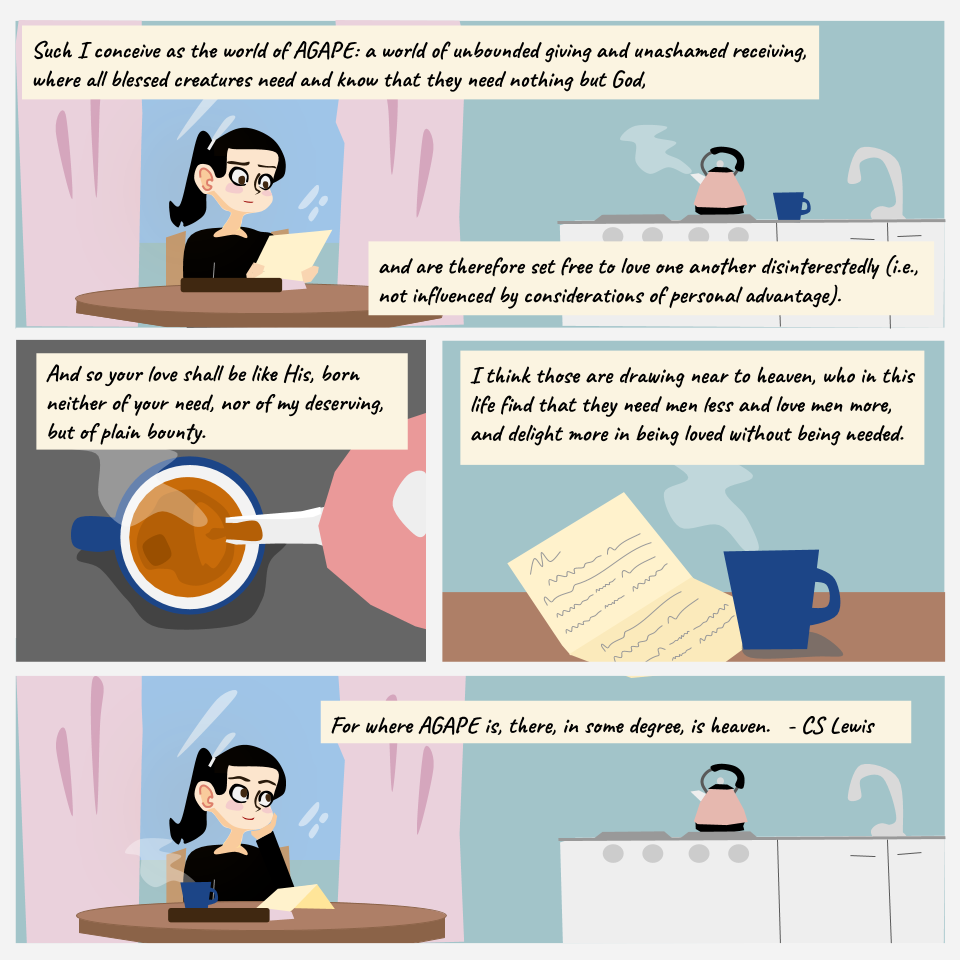 Such I conceive as the world of AGAPE: a world of unbounded giving and unashamed receiving,
where all blessed creatures need and know that they need nothing but God,
and are therefore set free to love one another disinterestedly (i.e.,
not influenced by considerations of personal advantage).
And so your love shall be like His, born
neither of your need, nor of my deserving,
but of plain bounty.
I think those are drawing near to heaven, who in this
life find that they need men less and love men more,
and delight more in being loved without being needed.
For where AGAPE is, there, in some degree, is heaven. - CS Lewis